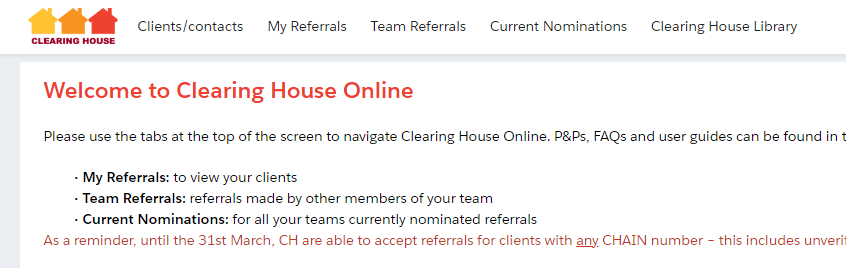 CLEARING HOUSE
Clients/contacts My Referrals Team Referrals Current Nominations Clearing House Library
Welcome to Clearing House Online
Please use the tabs at the top of the screen to navigate Clearing House Online. P&Ps, FAQs and user guides can be found in
• My Referrals: to view your clients
• Team Referrals: referrals made by other members of your team
• Current Nominations: for all your teams currently nominated referrals
As a reminder, until the 31st March, CH are able to accept referrals for clients with any CHAIN number – this includes